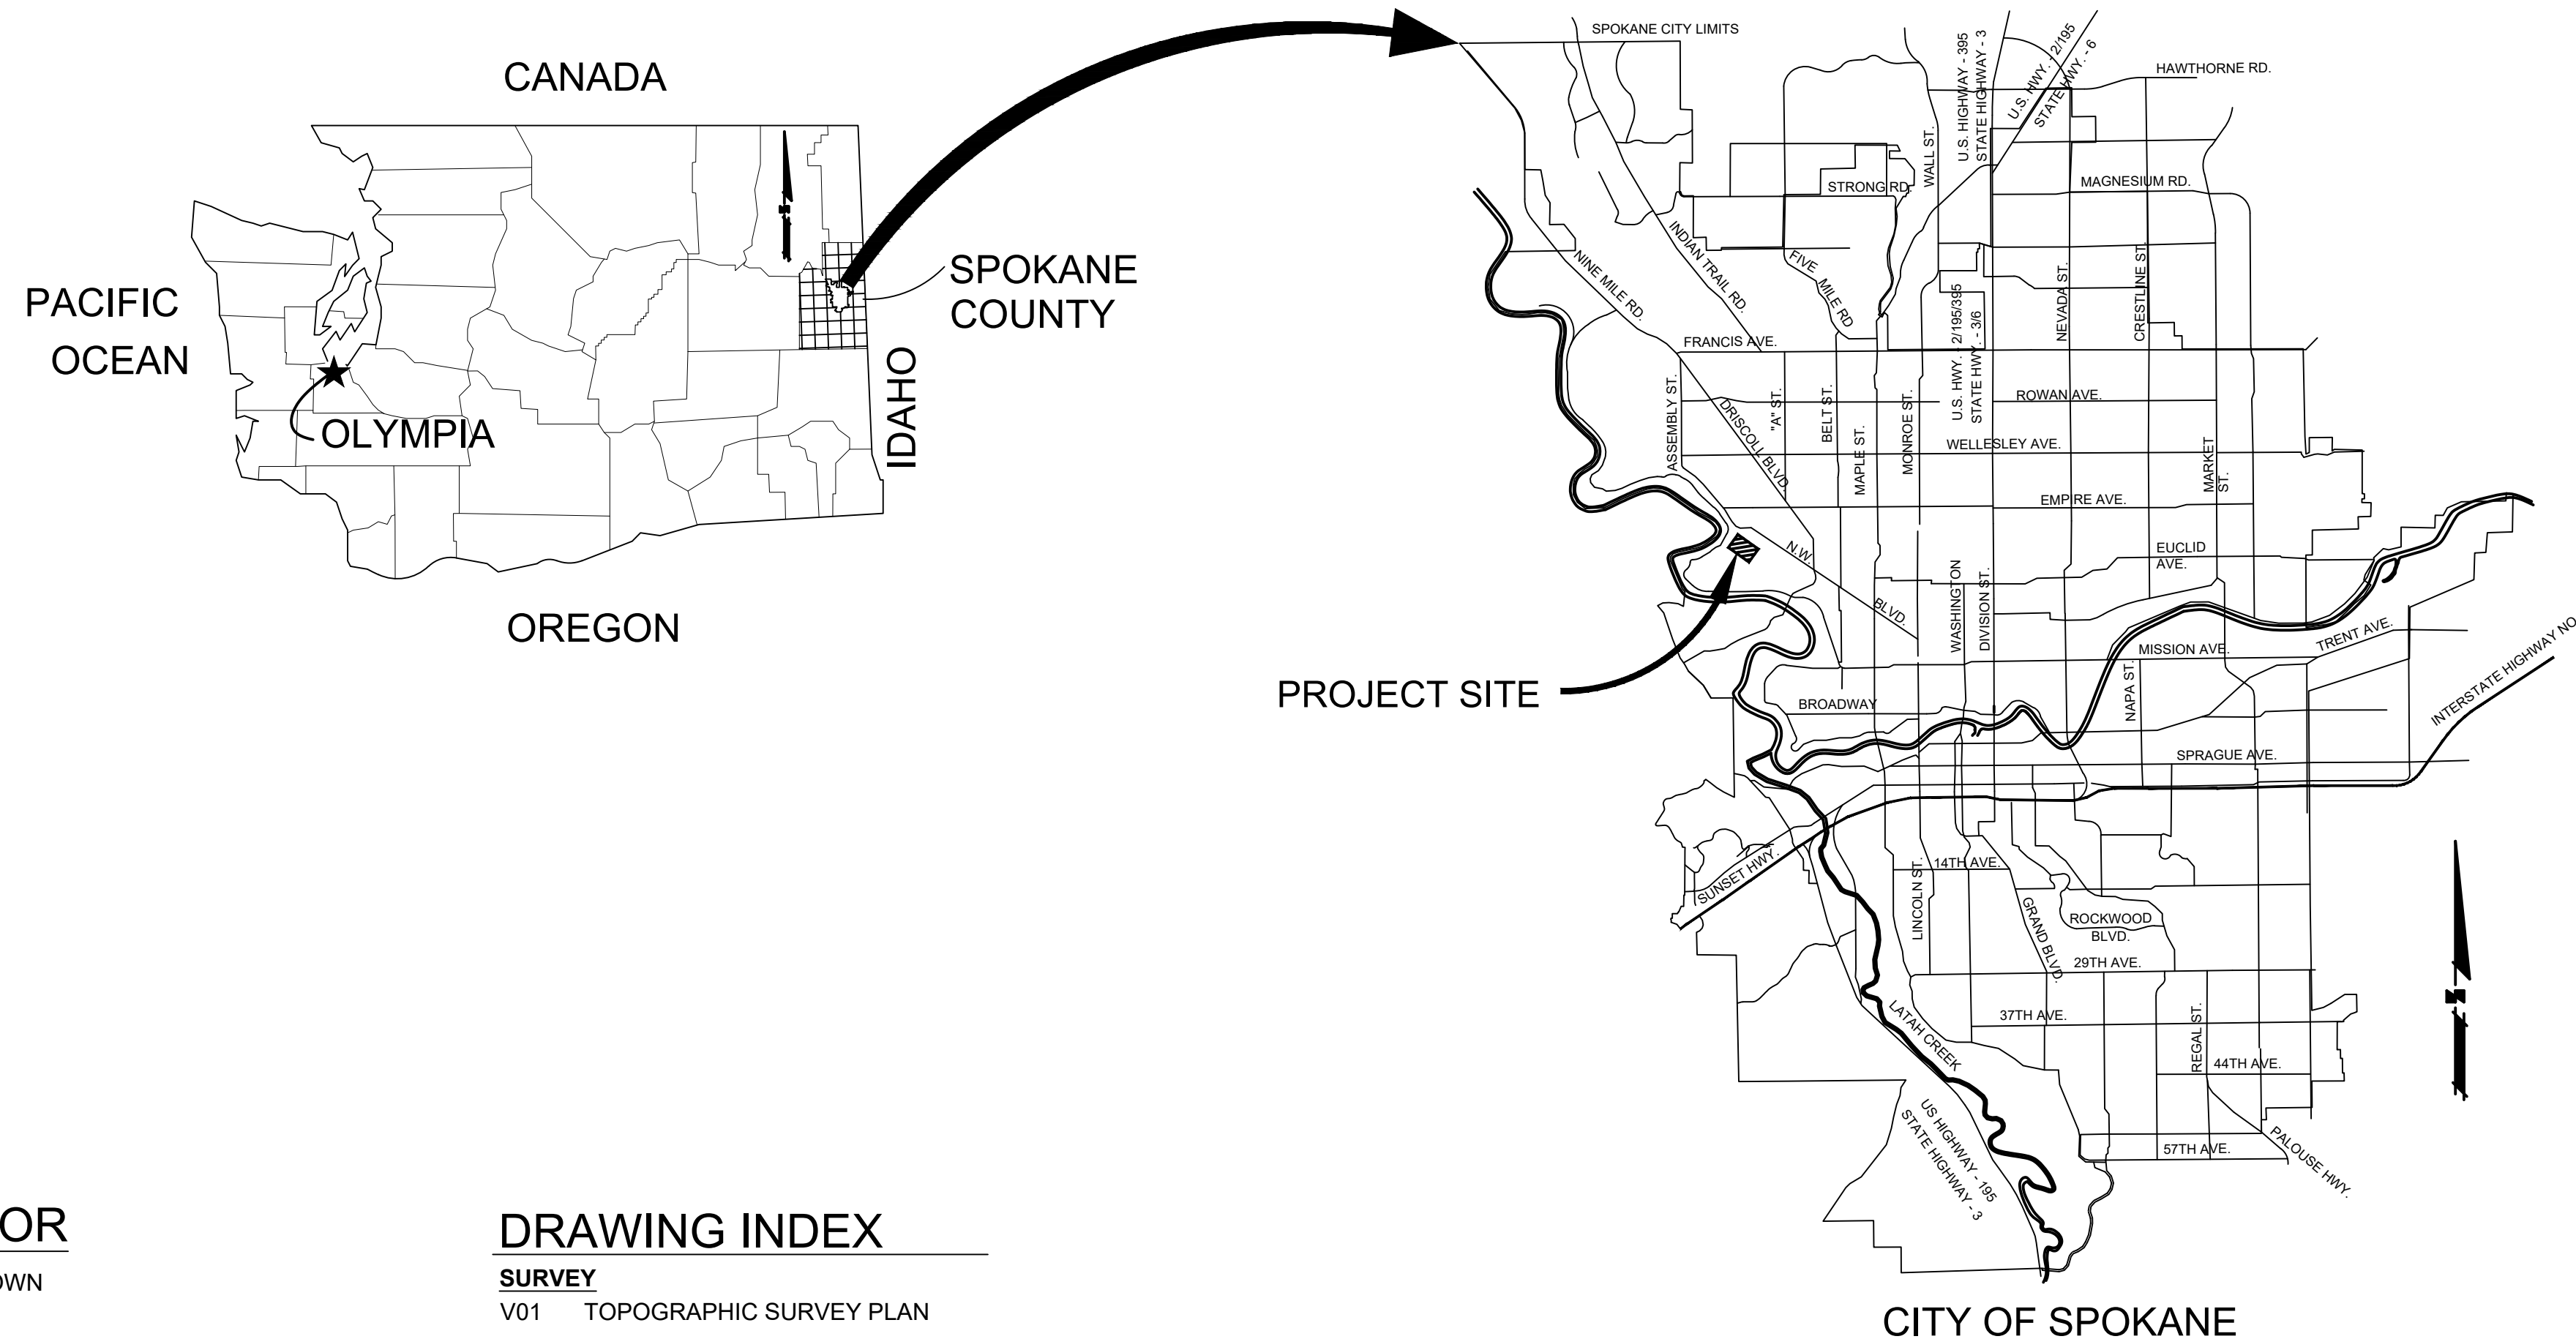 CANADA
PACIFIC
OCEAN
SPOKANE
COUNTY
IDAHO
OLYMPIA
OREGON
SPOKANE CITY LIMITS
U.S. HIGHWAY - 395
STATE HIGHWAY - 3
U.S. HWY. - 2/195
STATE HWY. - 6
HAWTHORNE RD.
WALL ST.
STRONG RD.
MAGNESIUM RD.
INDIAN TRAIL RD.
NINE MILE RD.
FIVE MILE RD
NEVADA ST.
CRESTLINE ST.
U.S. HWY. - 2/195/395
STATE HWY. - 3/6
FRANCIS AVE.
ASSEMBLY ST.
DRISCOLL BLVD.
"A" ST.
BELT ST.
MAPLE ST.
MONROE ST.
ROWAN AVE.
WELLESLEY AVE.
MARKET
ST.
EMPIRE AVE.
N.W.
BLVD.
EUCLID
AVE.
WASHINGTON
DIVISION ST.
PROJECT SITE
MISSION AVE.
TRENT AVE.
INTERSTATE HIGHWAY NO
NAPA ST.
BROADWAY
SPRAGUE AVE.
SUNSET HWY.
14TH AVE.
LINCOLN ST.
GRAND BLVD.
ROCKWOOD
BLVD.
29TH AVE.
LATAH CREEK
37TH AVE.
REGAL ST.
44TH AVE.
US HIGHWAY - 195
STATE HIGHWAY - 3
57TH AVE.
PALOUSE HWY.
CITY OF SPOKANE
OR
OWN
DRAWING INDEX
SURVEY
V01 TOPOGRAPHIC SURVEY PLAN